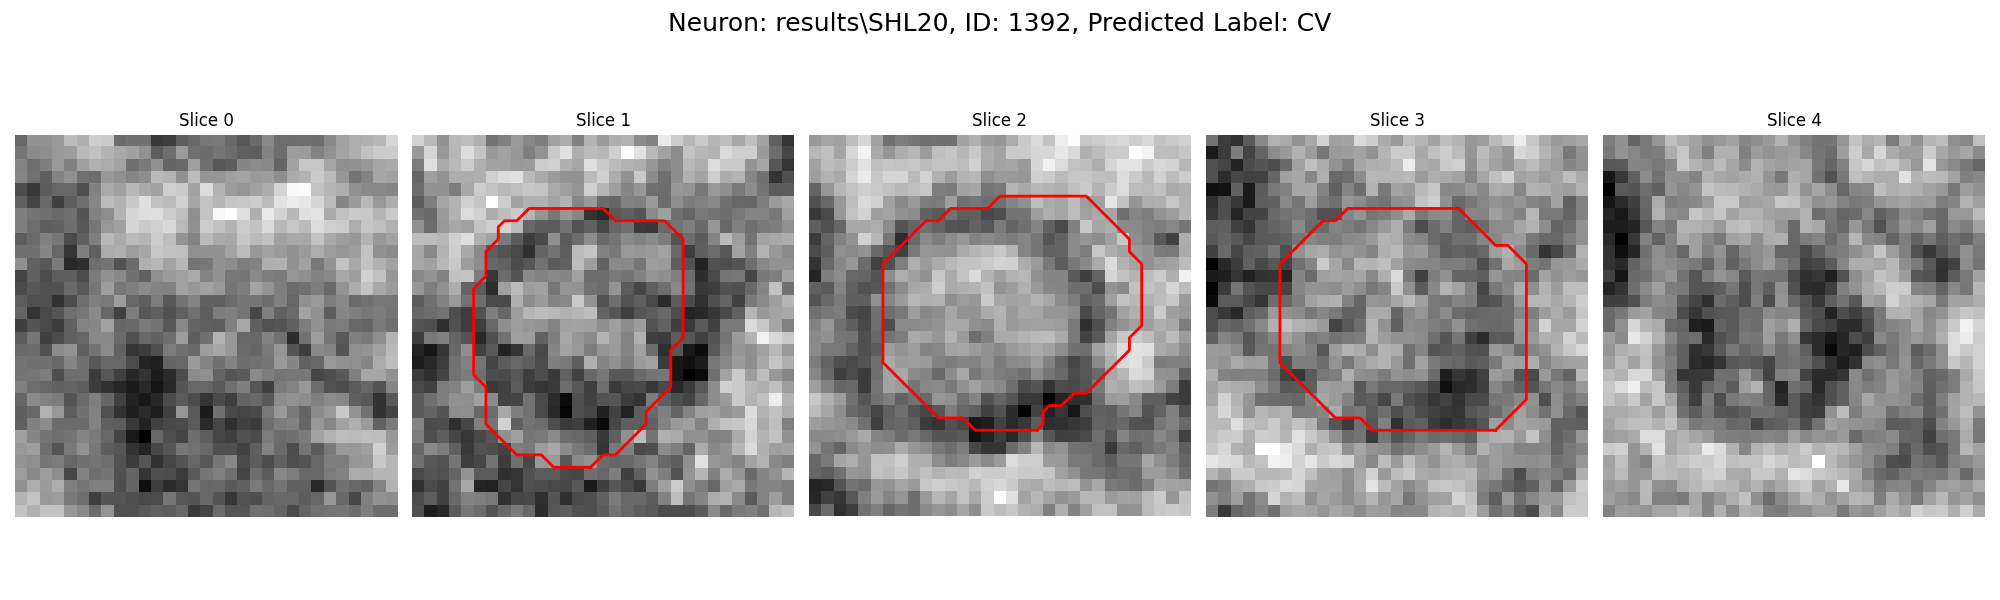 Neuron: results\SHL20, ID: 1392, Predicted Label: CV
Slice 0
Slice 1
Slice 2
Slice 3
Slice 4